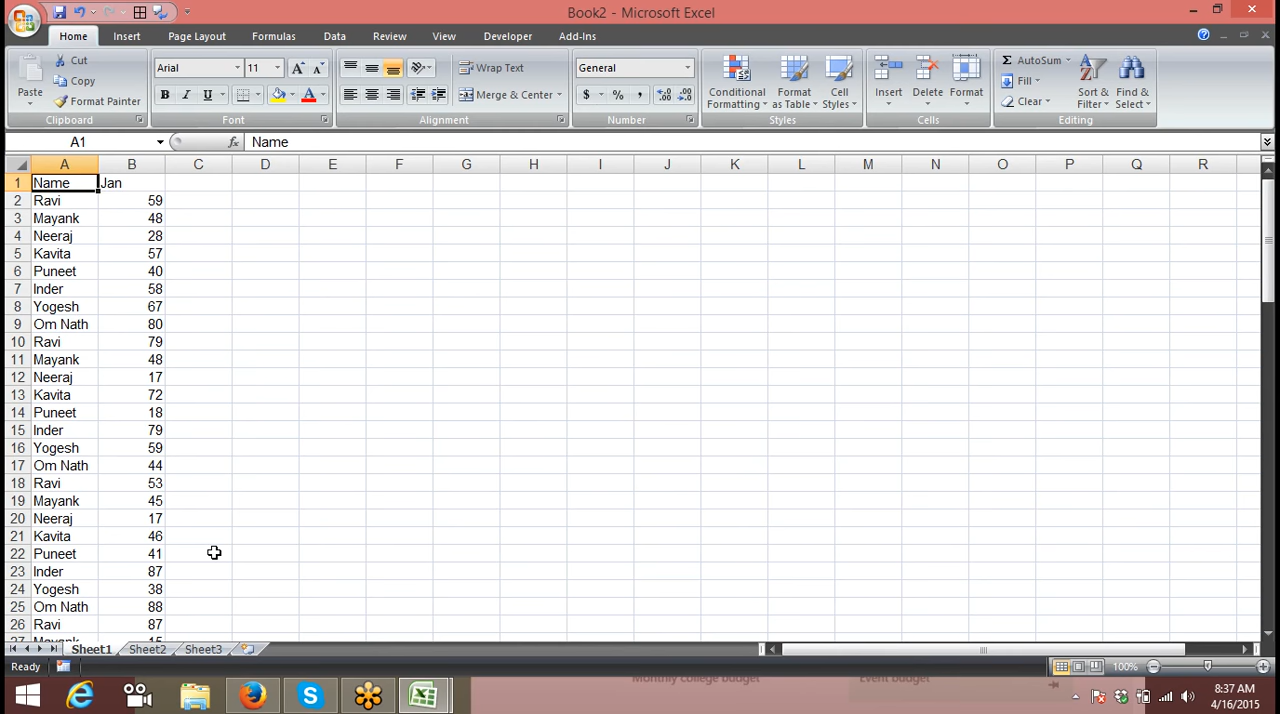 Book2 - Microsoft Excel
Home Insert Page Layout Formulas Data Review View Developer Add-Ins
Paste Cut Copy Format Painter
Arial 11
B I U A
Wrap Text
Merge & Center
General
$ % ,
Conditional Formatting Format as Table Cell Styles
Insert Delete Format
Σ AutoSum Fill Clear
Sort & Filter Find & Select
Clipboard Font Alignment Number Styles Cells Editing
A1 fx Name
A B C D E F G H I J K L M N O P Q R
1 Name Jan
2 Ravi 59
3 Mayank 48
4 Neeraj 28
5 Kavita 57
6 Puneet 40
7 Inder 58
8 Yogesh 67
9 Om Nath 80
10 Ravi 79
11 Mayank 48
12 Neeraj 17
13 Kavita 72
14 Puneet 18
15 Inder 79
16 Yogesh 59
17 Om Nath 44
18 Ravi 53
19 Mayank 45
20 Neeraj 17
21 Kavita 46
22 Puneet 41
23 Inder 87
24 Yogesh 38
25 Om Nath 88
26 Ravi 87
27 Mayank 15
Sheet1 Sheet2 Sheet3
Ready 100%
Monthly college budget Event budget
8:37 AM
4/16/2015